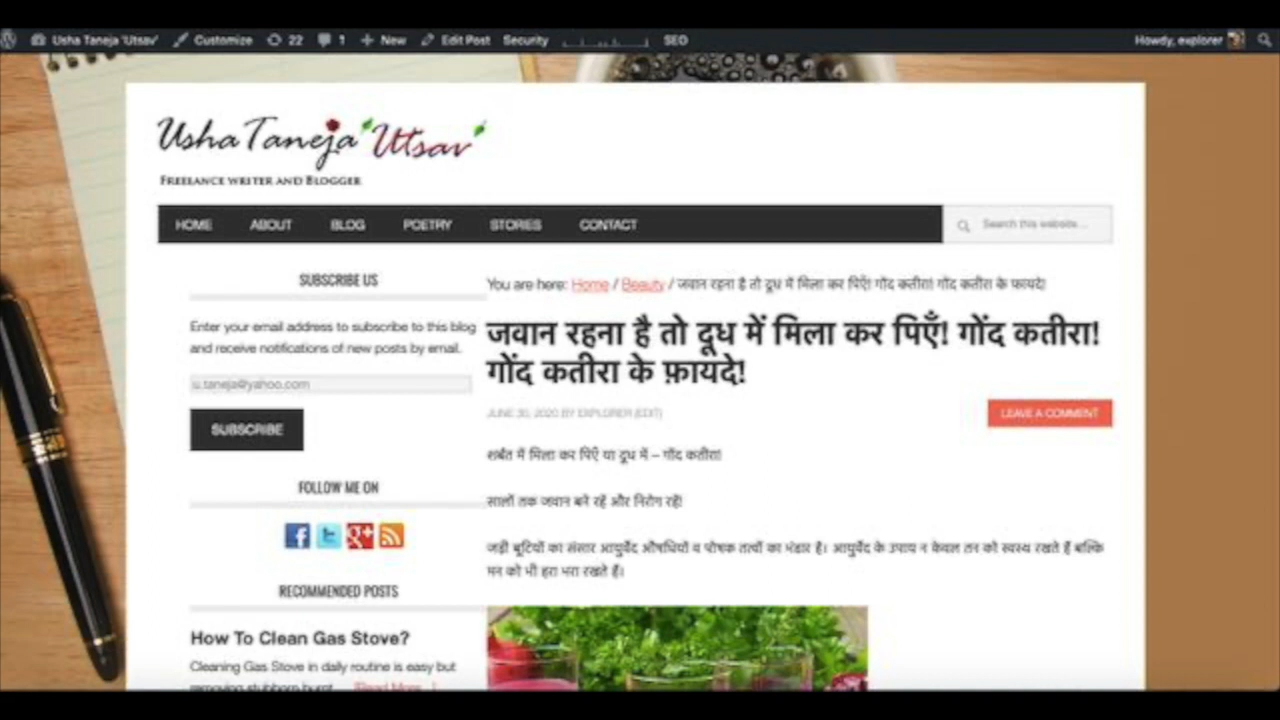 Usha Taneja 'Utsav' Customize 22 1 New Edit Post Security SEO Howdy, explorer
Usha Taneja 'Utsav'
FREELANCE WRITER AND BLOGGER
HOME ABOUT BLOG POETRY STORIES CONTACT Search this website...
SUBSCRIBE US
Enter your email address to subscribe to this blog
and receive notifications of new posts by email.
u.taneja@yahoo.com
SUBSCRIBE
FOLLOW ME ON
RECOMMENDED POSTS
How To Clean Gas Stove?
Cleaning Gas Stove in daily routine is easy but
removing stubborn burnt ... [Read More...]
You are here: Home / Beauty / जवान रहना है तो दूध में मिला कर पिएँ! गोंद कतीरा! गोंद कतीरा के फ़ायदे!
जवान रहना है तो दूध में मिला कर पिएँ! गोंद कतीरा!
गोंद कतीरा के फ़ायदे!
JUNE 30, 2020 BY EXPLORER (EDIT)
LEAVE A COMMENT
शर्बत में मिला कर पिएँ या दूध में – गोंद कतीरा!
सालों तक जवान बने रहें और निरोग रहें!
जड़ी बूटियों का संसार आयुर्वेद औषधियों व पोषक तत्वों का भंडार है। आयुर्वेद के उपाय न केवल तन को स्वस्थ रखते हैं बल्कि
मन को भी हरा भरा रखते हैं।